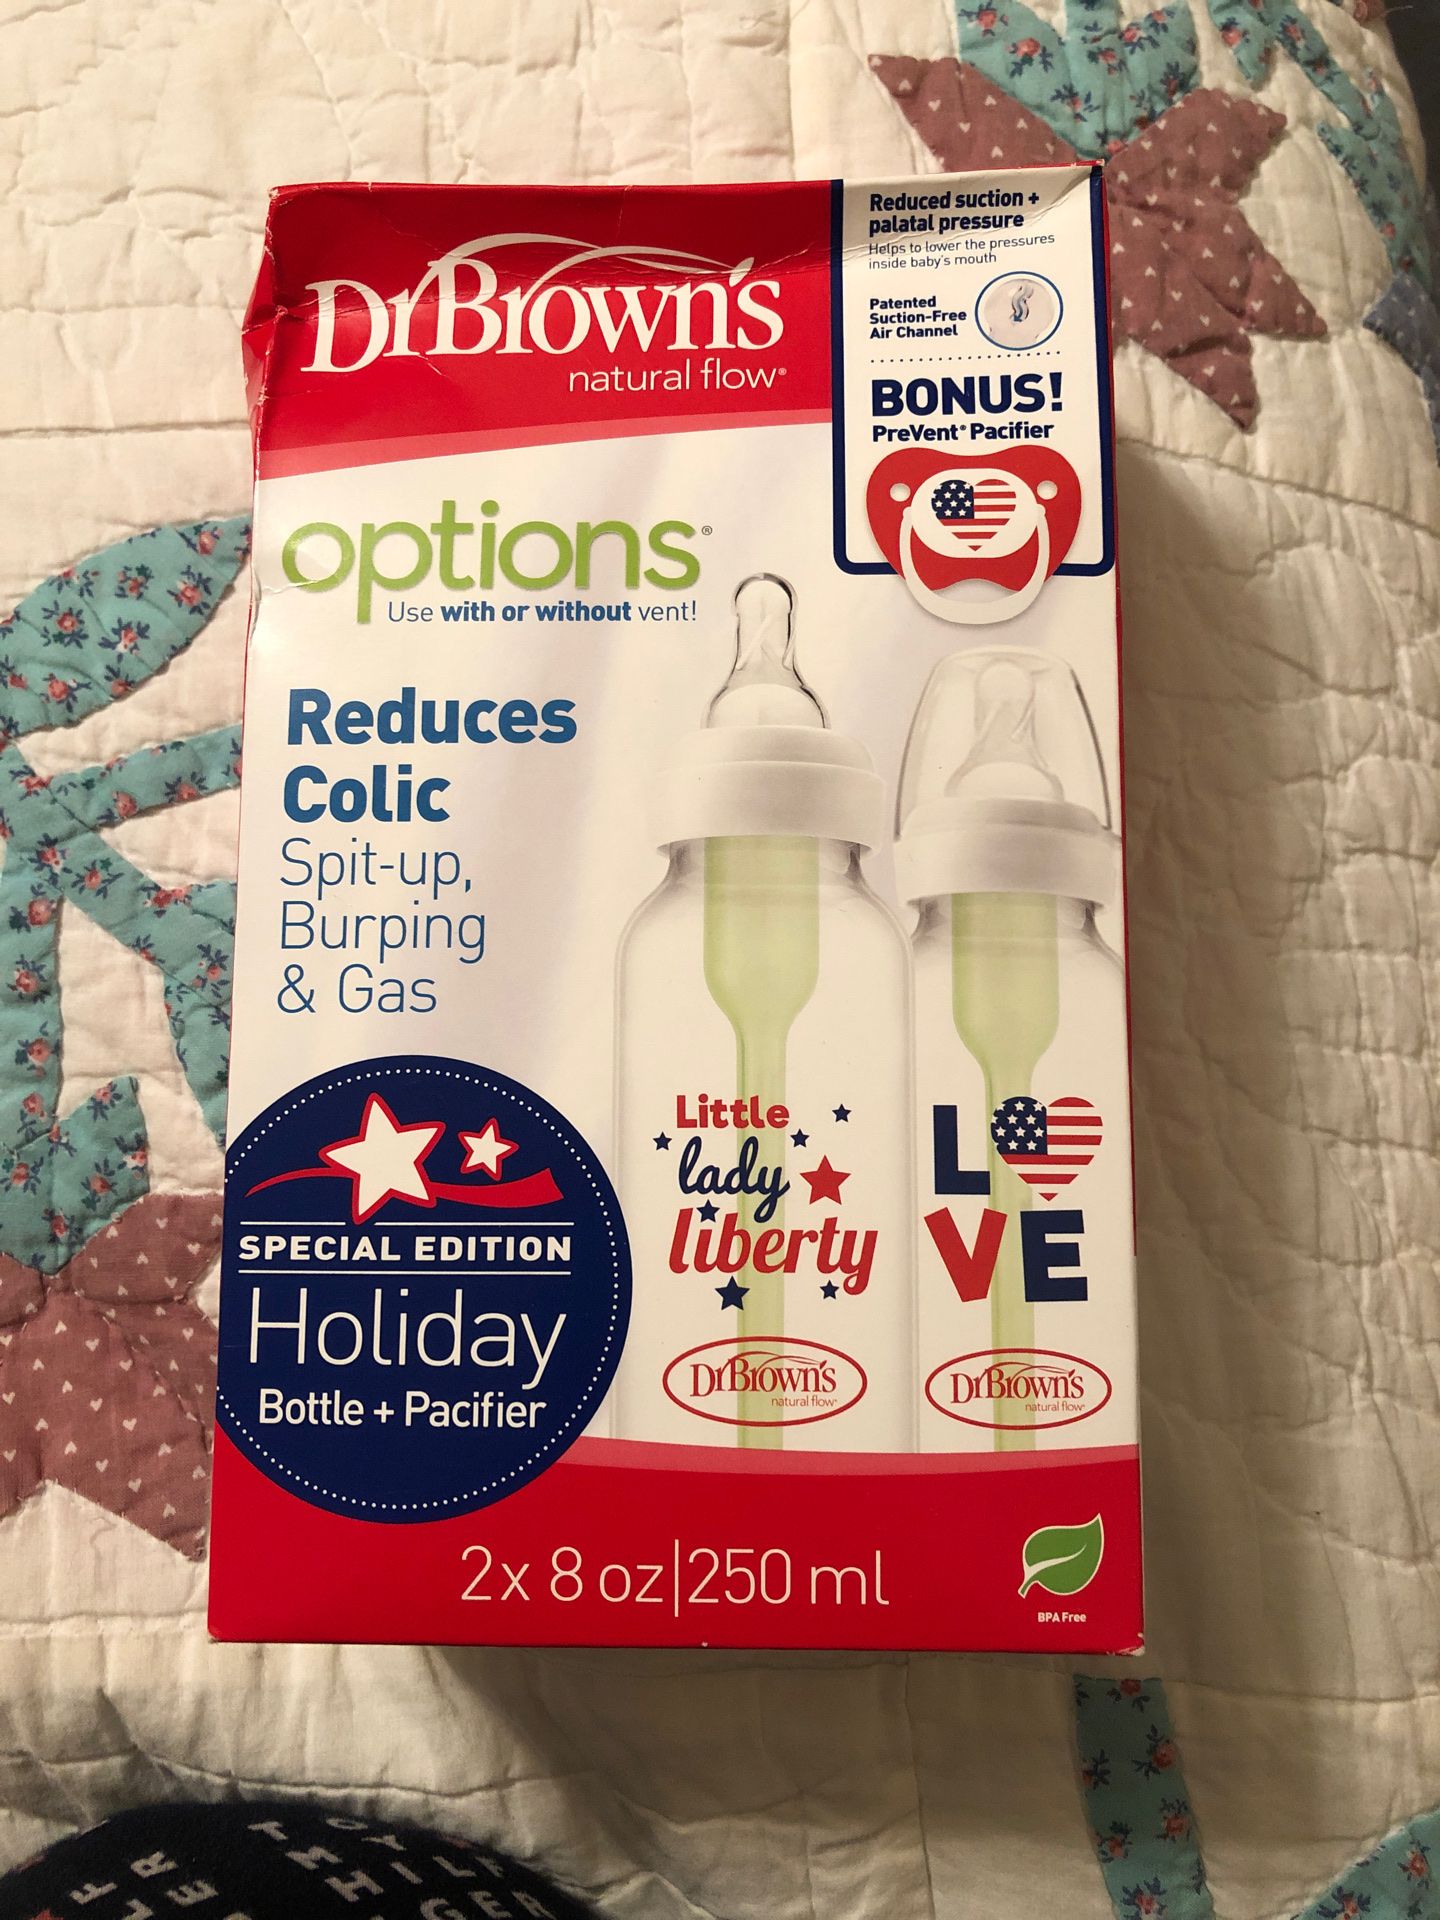 Dr Brown's
natural flow®
Reduced suction +
palatal pressure
Helps to lower the pressures
inside baby's mouth
Patented
Suction-Free
Air Channel
BONUS!
PreVent® Pacifier
options®
Use with or without vent!
Reduces
Colic
Spit-up,
Burping
& Gas
SPECIAL EDITION
Holiday
Bottle + Pacifier
Little
lady
liberty
Dr Brown's
natural flow®
L
VE
Dr Brown's
natural flow®
2x 8 oz|250 ml
BPA Free